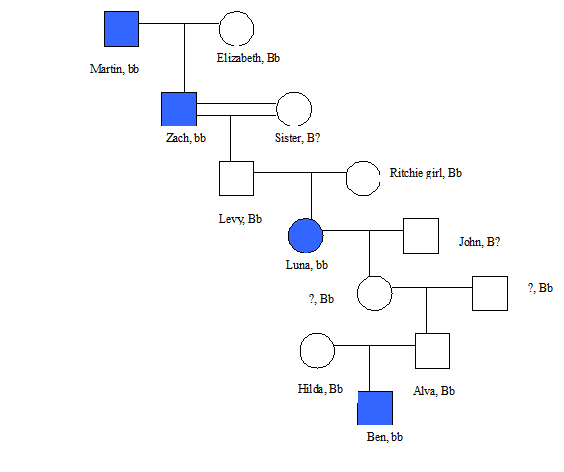 Elizabeth, Bb
Martin, bb
Zach, bb
Sister, B?
Ritchie girl, Bb
Levy, Bb
John, B?
Luna, bb
?, Bb
?, Bb
Hilda, Bb
Alva, Bb
Ben, bb